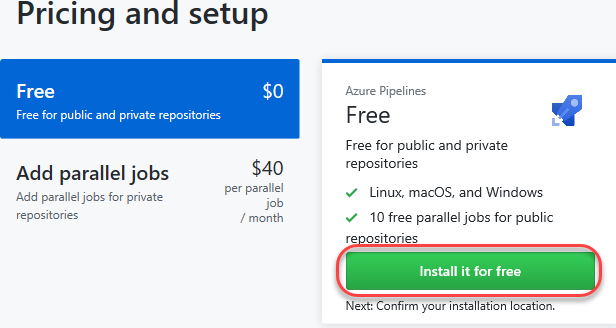 Pricing and setup
Free
$0
Free for public and private repositories
Add parallel jobs
$40
Add parallel jobs for private
repositories
per parallel
job
/ month
Azure Pipelines
Free
Free for public and private
repositories
Linux, macOS, and Windows
10 free parallel jobs for public
repositories
Install it for free
Next: Confirm your installation location.